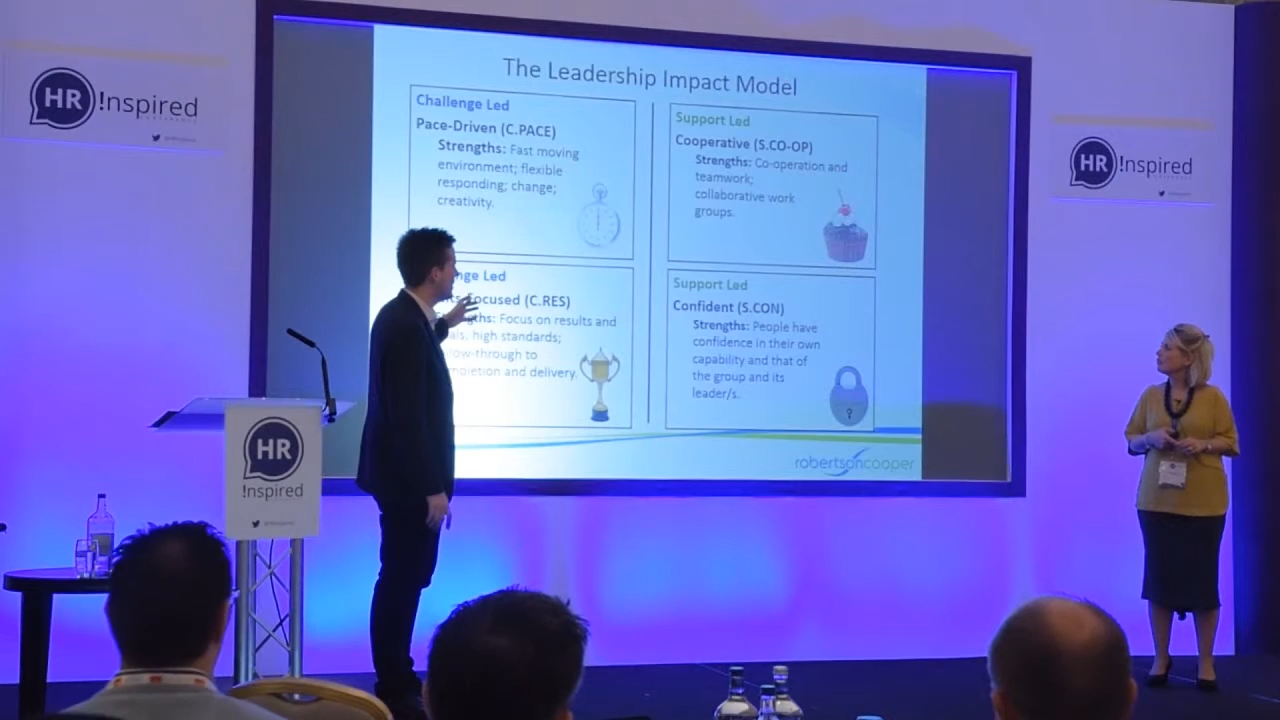 The Leadership Impact Model
Challenge Led
Pace-Driven (C.PACE)
Strengths: Fast moving
environment; flexible
responding; change;
creativity.
Support Led
Cooperative (S.CO-OP)
Strengths: Co-operation and
teamwork;
collaborative work
groups.
nge Led
Focused (C.RES)
Focus on results and
high standards;
to
and delivery.
Support Led
Confident (S.CON)
Strengths: People have
confidence in their own
capability and that of
the group and its
leader/s.
robertsoncooper
HR
!nspired
CONFERENCE
HR
!nspired
HR
!nspired